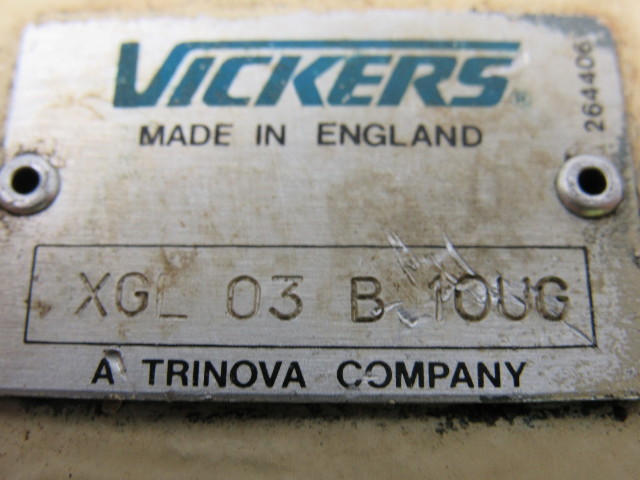 VICKERS®
264406
MADE IN ENGLAND
XGL 03 B 10UG
A TRINOVA COMPANY